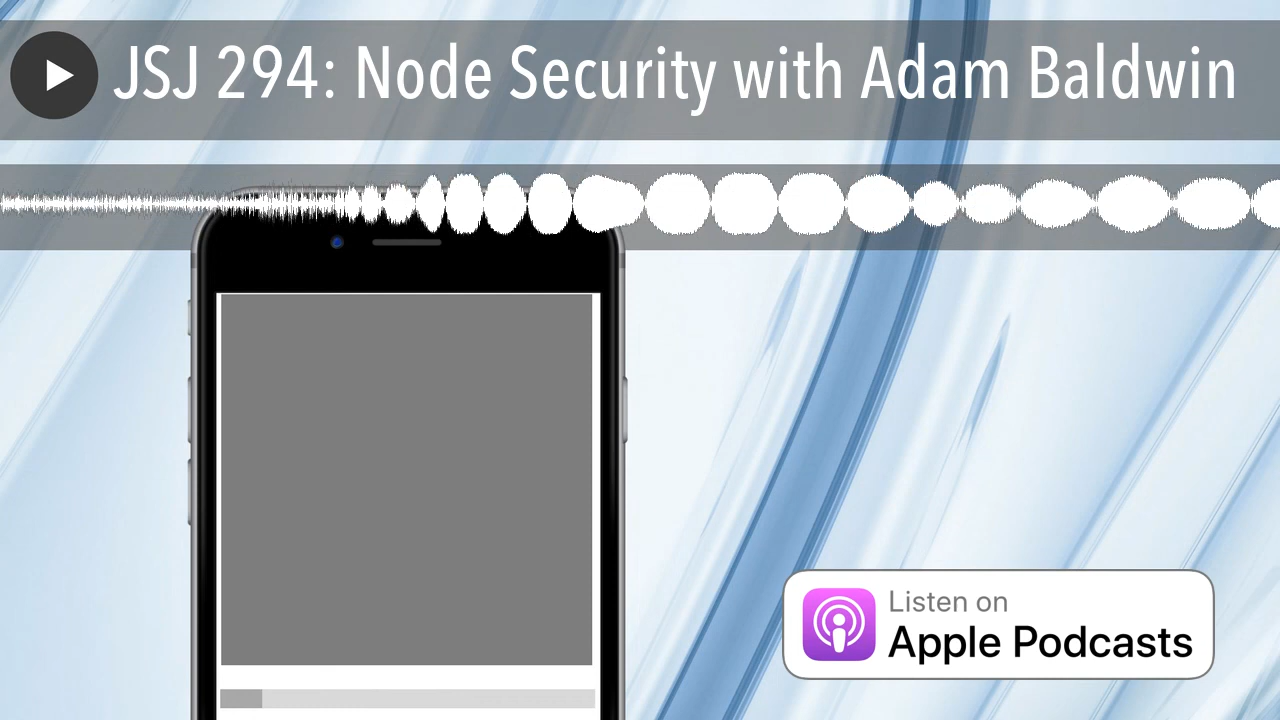 JSJ 294: Node Security with Adam Baldwin
Listen on
Apple Podcasts